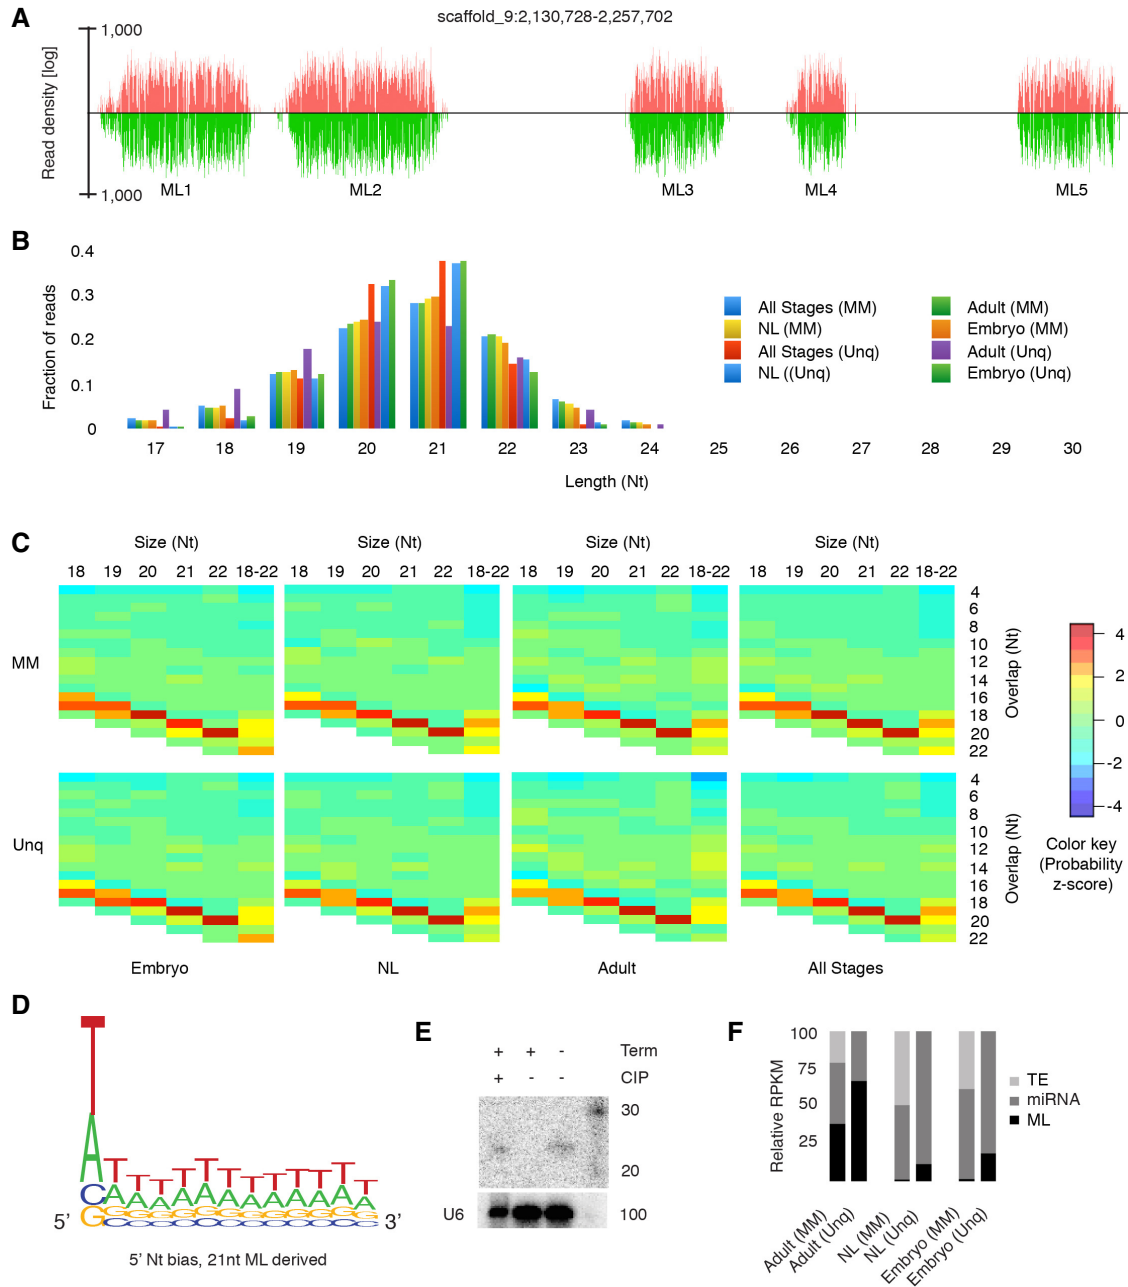 A
scaffold_9:2,130,728-2,257,702
1,000
Read density [log]
1,000
ML1 ML2 ML3 ML4 ML5
B
0.4
0.3
0.2
0.1
0
Fraction of reads
All Stages (MM) Adult (MM)
NL (MM) Embryo (MM)
All Stages (Unq) Adult (Unq)
NL ((Unq) Embryo (Unq)
17 18 19 20 21 22 23 24 25 26 27 28 29 30
Length (Nt)
C
Size (Nt) Size (Nt) Size (Nt) Size (Nt)
18 19 20 21 22 18-22 18 19 20 21 22 18-22 18 19 20 21 22 18-22 18 19 20 21 22 18-22
MM
4
6
8
10
12
14
16
18
20
22
Overlap (Nt)
Unq
4
6
8
10
12
14
16
18
20
22
Overlap (Nt)
4
2
0
-2
-4
Color key
(Probability
z-score)
Embryo NL Adult All Stages
D
T
A T T T T T T T T T T T T
C A A A A A A A A A A A A
G G G G G G G G G G G G G
C C C C C C C C C C C C
5’ 3’
5’ Nt bias, 21nt ML derived
E
+ + - Term
+ - - CIP
30
20
U6 100
F
100
75
50
25
Relative RPKM
TE
miRNA
ML
Adult (MM)
Adult (Unq)
NL (MM)
NL (Unq)
Embryo (MM)
Embryo (Unq)